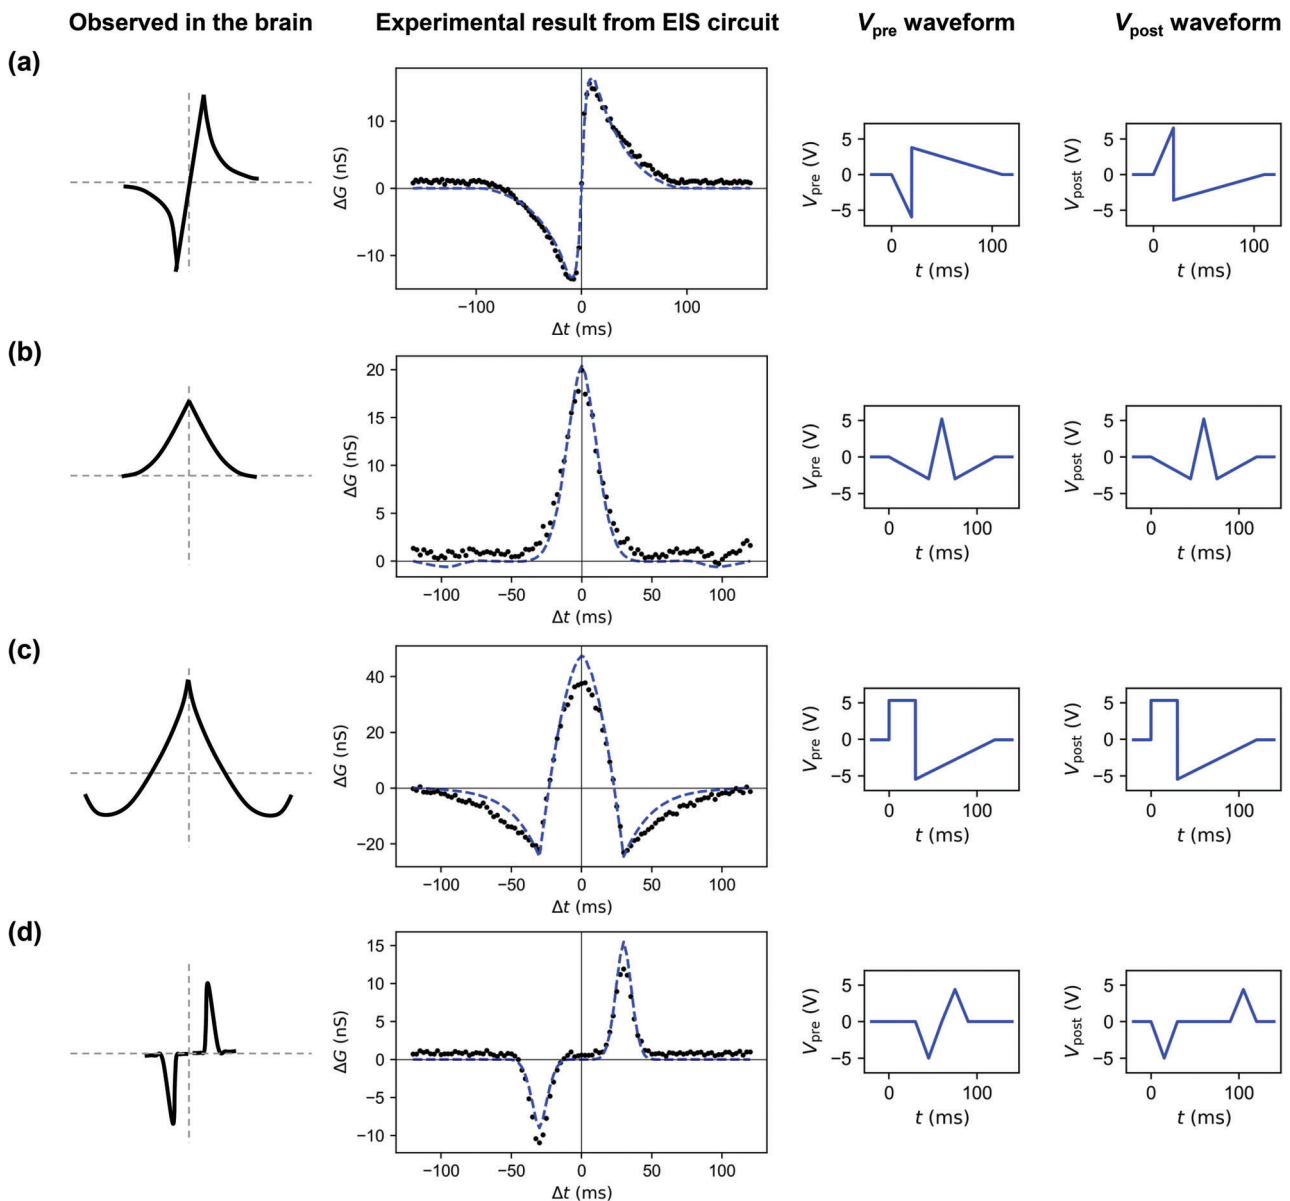 Observed in the brain
Experimental result from EIS circuit
Vpre waveform
Vpost waveform
(a)
10
0
−10
ΔG (nS)
−100
0
100
Δt (ms)
5
0
−5
Vpre (V)
0
100
t (ms)
5
0
−5
Vpost (V)
0
100
t (ms)
(b)
20
15
10
5
0
ΔG (nS)
−100
−50
0
50
100
Δt (ms)
5
0
−5
Vpre (V)
0
100
t (ms)
5
0
−5
Vpost (V)
0
100
t (ms)
(c)
40
20
0
−20
ΔG (nS)
−100
−50
0
50
100
Δt (ms)
5
0
−5
Vpre (V)
0
100
t (ms)
5
0
−5
Vpost (V)
0
100
t (ms)
(d)
15
10
5
0
−5
−10
ΔG (nS)
−100
−50
0
50
100
Δt (ms)
5
0
−5
Vpre (V)
0
100
t (ms)
5
0
−5
Vpost (V)
0
100
t (ms)